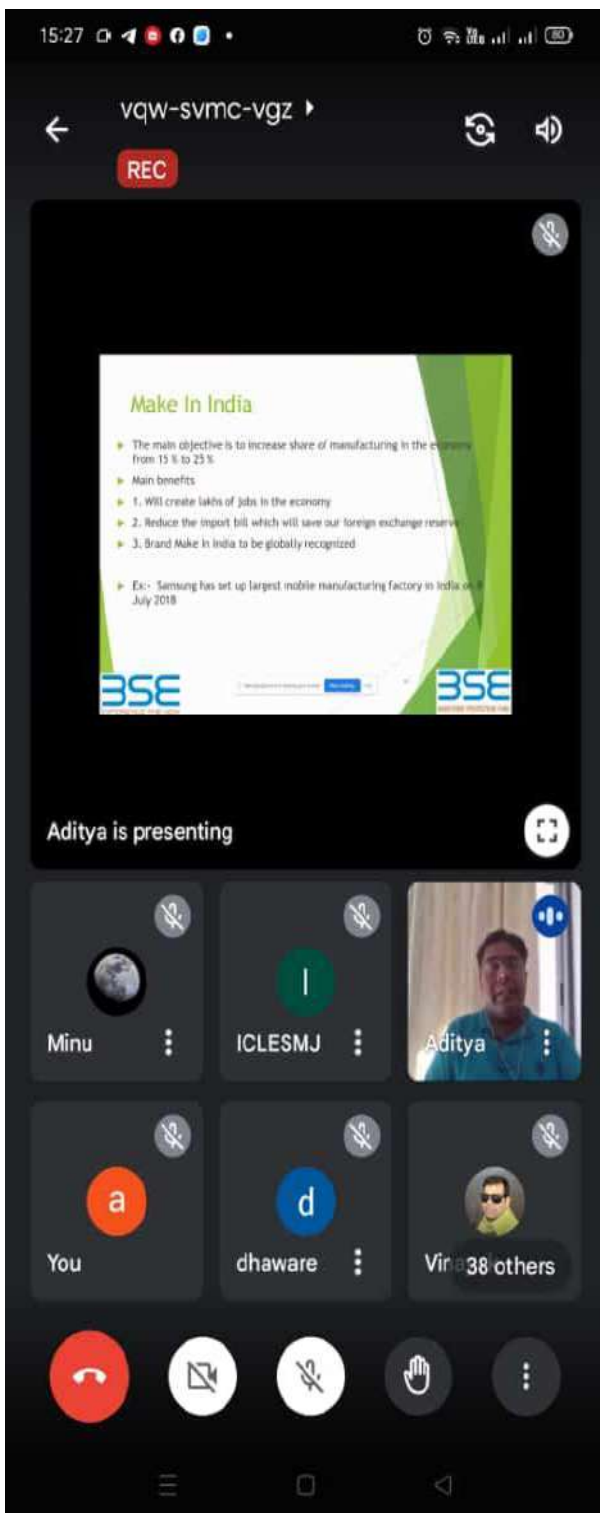 15:27
80
vqw-svmc-vgz
REC
Make In India
The main objective is to increase share of manufacturing in the economy
from 15 % to 25 %
Main benefits
1. Will create lakhs of jobs in the economy
2. Reduce the import bill which will save our foreign exchange reserve
3. Brand Make in India to be globally recognized
Ex:- Samsung has set up largest mobile manufacturing factory in India on
July 2018
BSE
BSE
Aditya is presenting
Minu
I
ICLESMJ
Aditya
a
You
d
dhaware
38 others